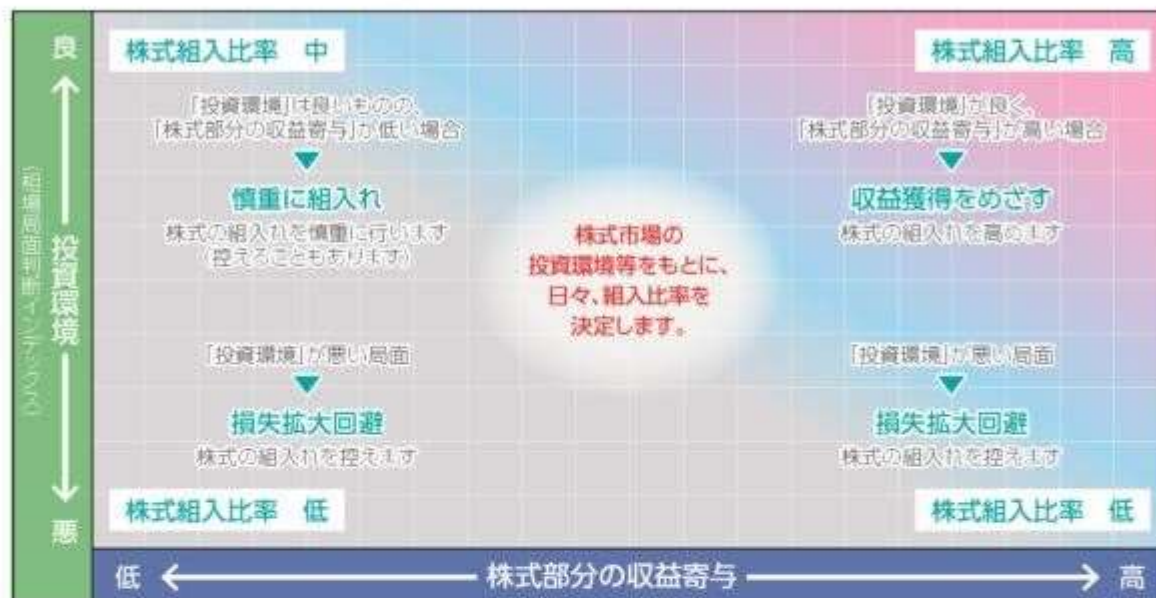 良
投資環境
（相場局面判断インデックス）
悪
株式組入比率　中
「投資環境」は良いものの、
「株式部分の収益寄与」が低い場合
慎重に組入れ
株式の組入れを慎重に行います
（控えることもあります）
株式組入比率　高
「投資環境」が良く、
「株式部分の収益寄与」が高い場合
収益獲得をめざす
株式の組入れを高めます
株式市場の
投資環境等をもとに、
日々、組入比率を
決定します。
「投資環境」が悪い局面
損失拡大回避
株式の組入れを控えます
株式組入比率　低
「投資環境」が悪い局面
損失拡大回避
株式の組入れを控えます
株式組入比率　低
低
株式部分の収益寄与
高